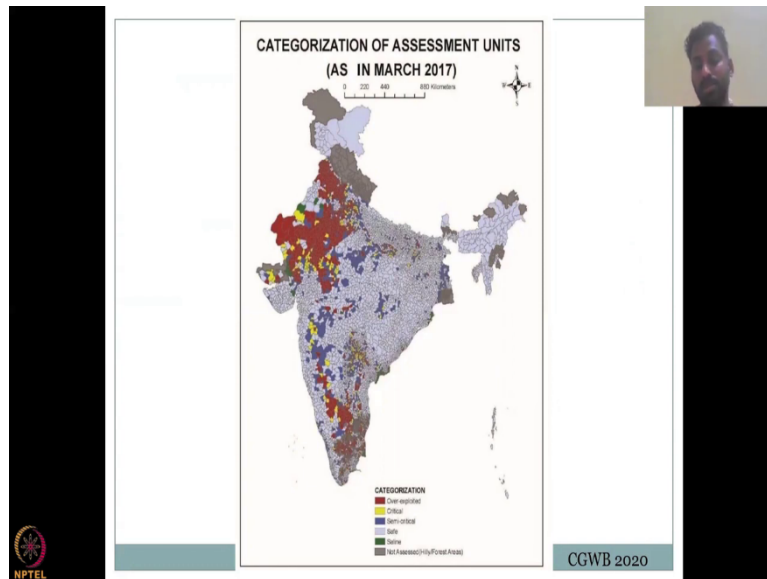 CATEGORIZATION OF ASSESSMENT UNITS
(AS IN MARCH 2017)
0 220 440 880 Kilometers
N
W E
S
CATEGORIZATION
Over-exploited
Critical
Semi-critical
Safe
Saline
Not Assessed(Hilly/Forest Areas)
CGWB 2020
NPTEL